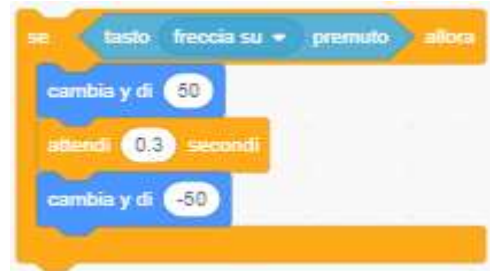 se tasto freccia su premuto allora
cambia y di 50
attendi 0.3 secondi
cambia y di -50